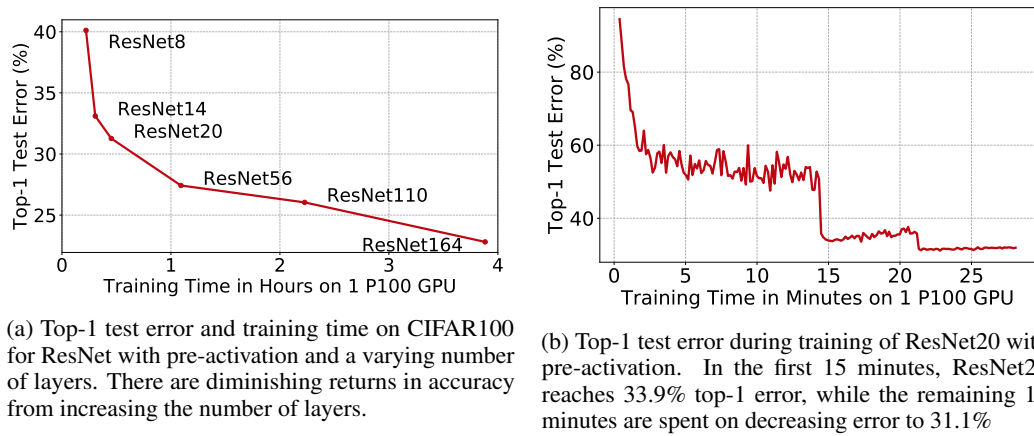 40
35
30
25
0
1
2
3
4
Top-1 Test Error (%)
Training Time in Hours on 1 P100 GPU
ResNet8
ResNet14
ResNet20
ResNet56
ResNet110
ResNet164
(a) Top-1 test error and training time on CIFAR100
for ResNet with pre-activation and a varying number
of layers. There are diminishing returns in accuracy
from increasing the number of layers.
80
60
40
0
5
10
15
20
25
Top-1 Test Error (%)
Training Time in Minutes on 1 P100 GPU
(b) Top-1 test error during training of ResNet20 wit
pre-activation. In the first 15 minutes, ResNet2
reaches 33.9% top-1 error, while the remaining 1
minutes are spent on decreasing error to 31.1%